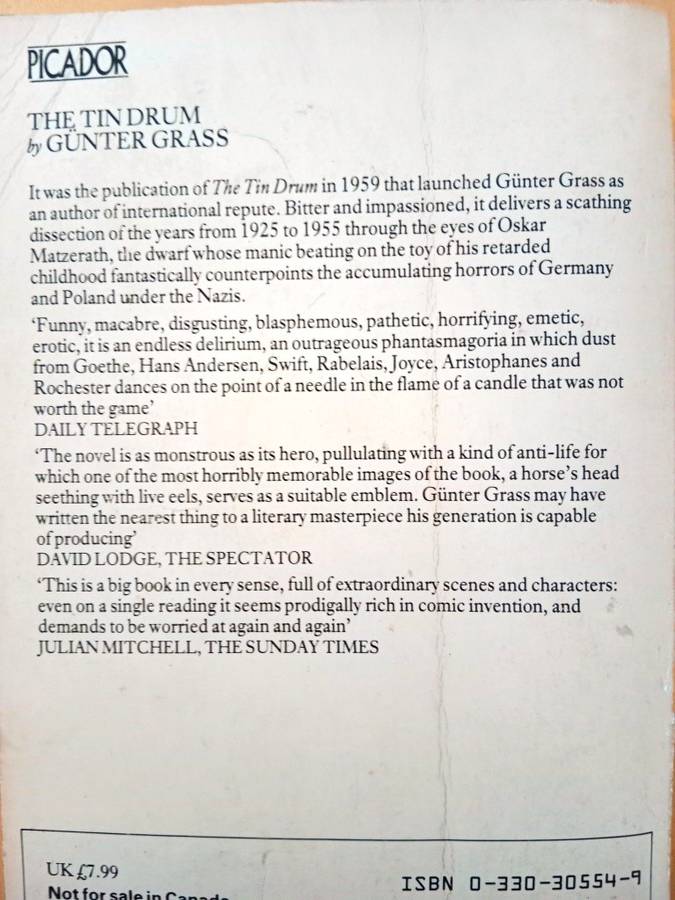 PICADOR
THE TIN DRUM
by GÜNTER GRASS
It was the publication of The Tin Drum in 1959 that launched Günter Grass as
an author of international repute. Bitter and impassioned, it delivers a scathing
dissection of the years from 1925 to 1955 through the eyes of Oskar
Matzerath, the dwarf whose manic beating on the toy of his retarded
childhood fantastically counterpoints the accumulating horrors of Germany
and Poland under the Nazis.
‘Funny, macabre, disgusting, blasphemous, pathetic, horrifying, emetic,
erotic, it is an endless delirium, an outrageous phantasmagoria in which dust
from Goethe, Hans Andersen, Swift, Rabelais, Joyce, Aristophanes and
Rochester dances on the point of a needle in the flame of a candle that was not
worth the game’
DAILY TELEGRAPH
‘The novel is as monstrous as its hero, pullulating with a kind of anti-life for
which one of the most horribly memorable images of the book, a horse’s head
seething with live eels, serves as a suitable emblem. Günter Grass may have
written the nearest thing to a literary masterpiece his generation is capable
of producing’
DAVID LODGE, THE SPECTATOR
‘This is a big book in every sense, full of extraordinary scenes and characters:
even on a single reading it seems prodigally rich in comic invention, and
demands to be worried at again and again’
JULIAN MITCHELL, THE SUNDAY TIMES
UK £7.99
ISBN 0-330-30554-9
Not for sale in Canada